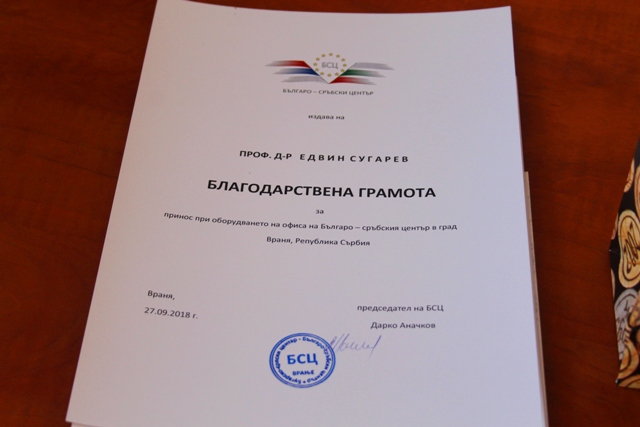 БСЦ
БЪЛГАРО – СРЪБСКИ ЦЕНТЪР
издава на
ПРОФ. Д-Р ЕДВИН СУГАРЕВ
БЛАГОДАРСТВЕНА ГРАМОТА
за
принос при оборудването на офиса на Българо – сръбския център в град
Враня, Република Сърбия
Враня,
27.09.2018 г.
председател на БСЦ
Дарко Аначков
БСЦ
ВРАЊЕ